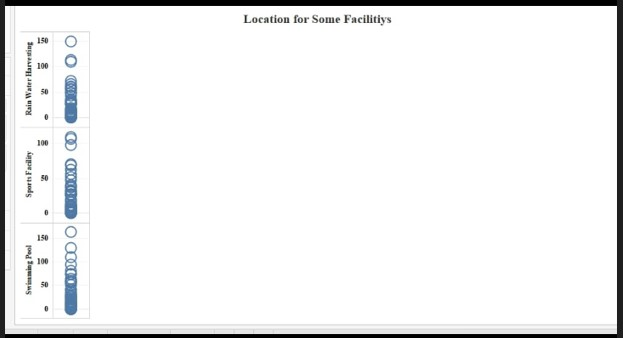 Location for Some Facilitiys
Rain Water Harvesting
150
100
50
0
Sports Facility
100
50
0
Swimming Pool
150
100
50
0